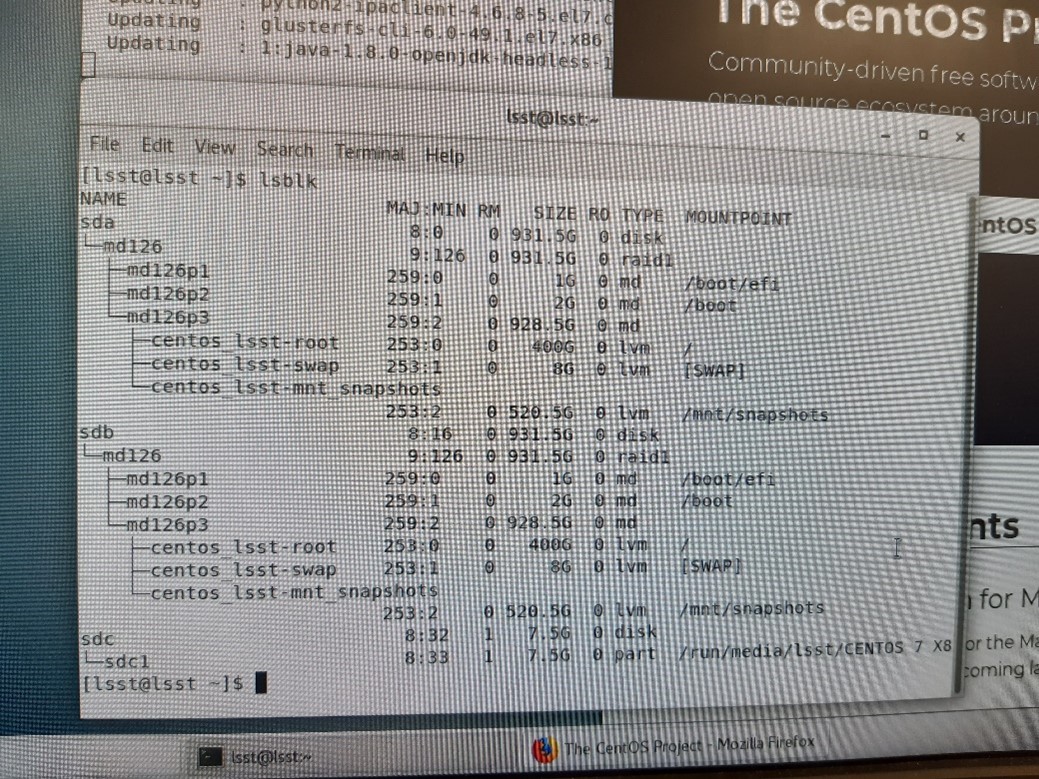 Updating : python2-ipaclient-4.6.8-5.el7.c
Updating : glusterfs-cli-6.0-49.1.el7.x86
Updating : 1:java-1.8.0-openjdk-headless-1
The CentOS Pr
Community-driven free softw
open source ecosystem aroun
lsst@lsst:~
File Edit View Search Terminal Help
[lsst@lsst ~]$ lsblk
NAME MAJ:MIN RM SIZE RO TYPE MOUNTPOINT
sda 8:0 0 931.5G 0 disk
└─md126 9:126 0 931.5G 0 raid1
├─md126p1 259:0 0 1G 0 md /boot/efi
├─md126p2 259:1 0 2G 0 md /boot
└─md126p3 259:2 0 928.5G 0 md
├─centos_lsst-root 253:0 0 400G 0 lvm /
├─centos_lsst-swap 253:1 0 8G 0 lvm [SWAP]
└─centos_lsst-mnt_snapshots
253:2 0 520.5G 0 lvm /mnt/snapshots
sdb 8:16 0 931.5G 0 disk
└─md126 9:126 0 931.5G 0 raid1
├─md126p1 259:0 0 1G 0 md /boot/efi
├─md126p2 259:1 0 2G 0 md /boot
└─md126p3 259:2 0 928.5G 0 md
├─centos_lsst-root 253:0 0 400G 0 lvm /
├─centos_lsst-swap 253:1 0 8G 0 lvm [SWAP]
└─centos_lsst-mnt_snapshots
253:2 0 520.5G 0 lvm /mnt/snapshots
sdc 8:32 1 7.5G 0 disk
└─sdc1 8:33 1 7.5G 0 part /run/media/lsst/CENTOS 7 X8
[lsst@lsst ~]$
ntOS
nts
for M
or the Ma
coming la
lsst@lsst:~
The CentOS Project - Mozilla Firefox